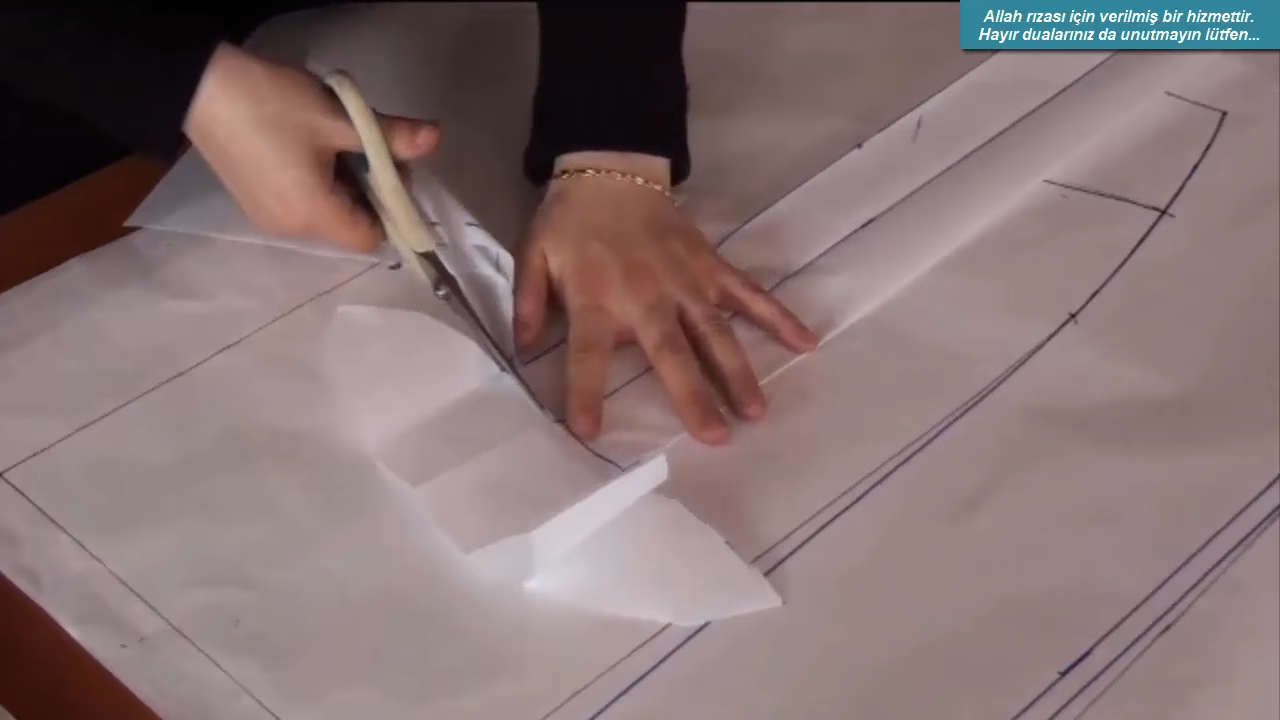 Allah rızası için verilmiş bir hizmettir.
Hayır dualarınız da unutmayın lütfen...